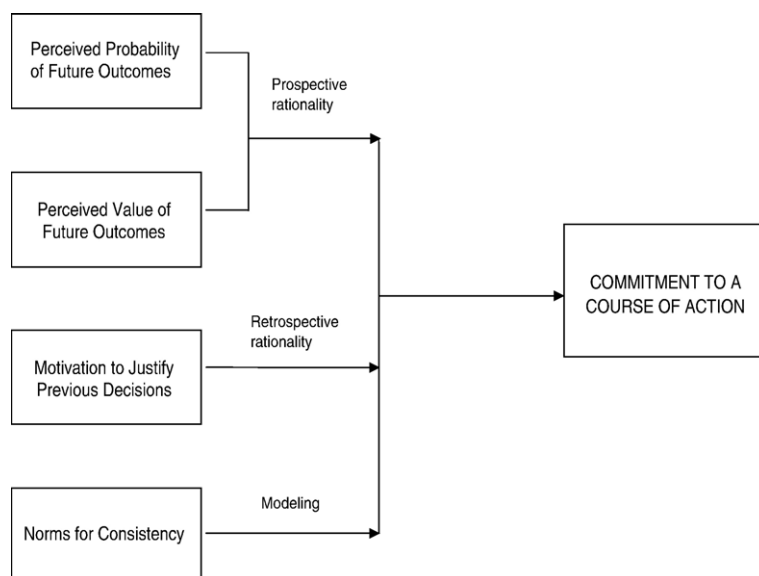 Perceived Probability
of Future Outcomes
Prospective
rationality
Perceived Value of
Future Outcomes
COMMITMENT TO A
COURSE OF ACTION
Retrospective
rationality
Motivation to Justify
Previous Decisions
Modeling
Norms for Consistency